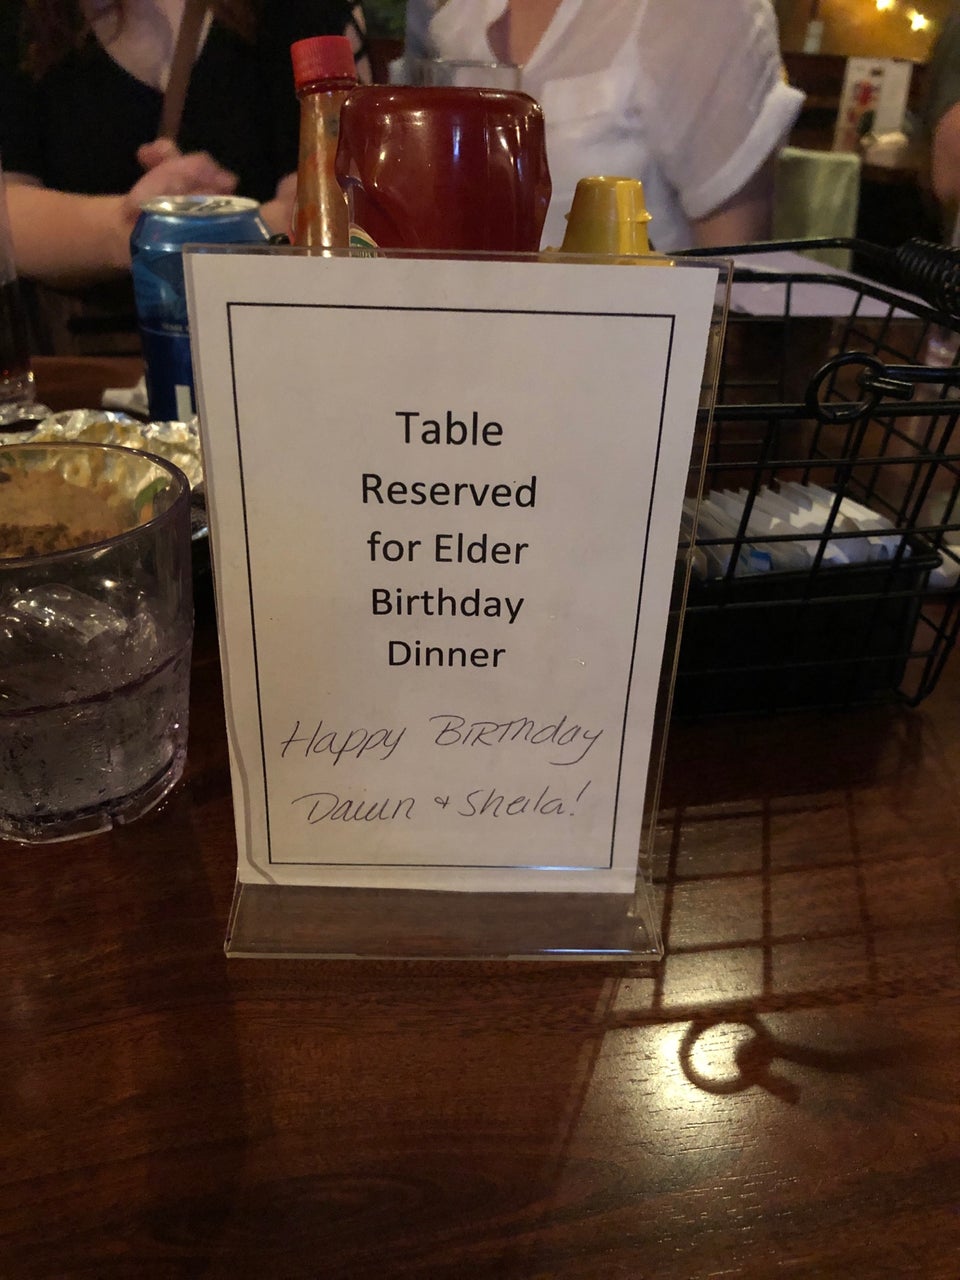 Table
Reserved
for Elder
Birthday
Dinner
Happy Birthday
Dawn + Sheila!